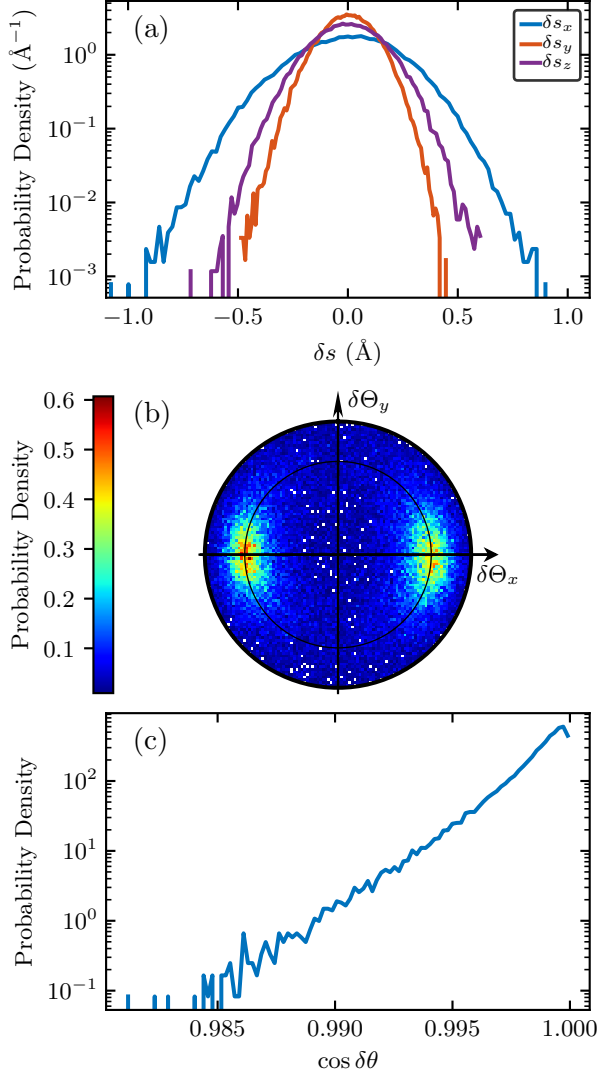 (a)
δsₓ
δs_y
δs_z
10⁰
10⁻¹
10⁻²
10⁻³
Probability Density (Å⁻¹)
−1.0 −0.5 0.0 0.5 1.0
δs (Å)
(b)
δΘ_y
δΘₓ
0.6
0.5
0.4
0.3
0.2
0.1
Probability Density
(c)
10²
10¹
10⁰
10⁻¹
Probability Density
0.985 0.990 0.995 1.000
cos δθ